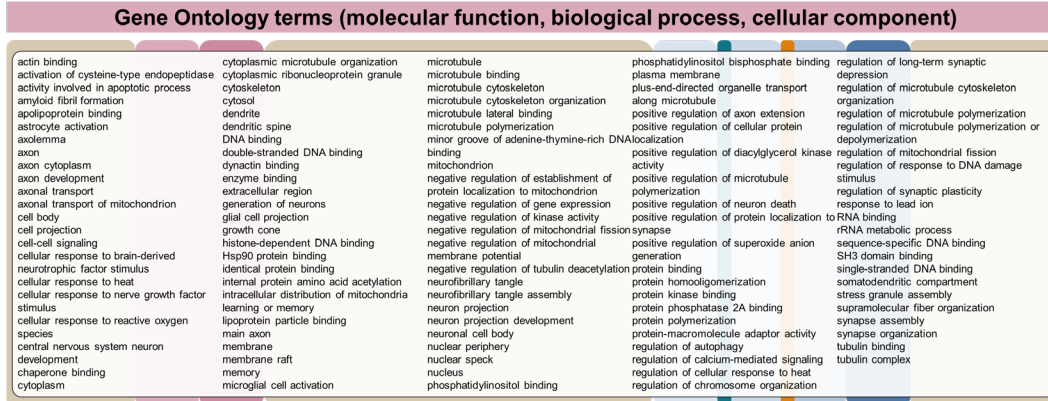 Gene Ontology terms (molecular function, biological process, cellular component)
actin binding
activation of cysteine-type endopeptidase
activity involved in apoptotic process
amyloid fibril formation
apolipoprotein binding
astrocyte activation
axolemma
axon
axon cytoplasm
axon development
axonal transport
axonal transport of mitochondrion
cell body
cell projection
cell-cell signaling
cellular response to brain-derived
neurotrophic factor stimulus
cellular response to heat
cellular response to nerve growth factor
stimulus
cellular response to reactive oxygen
species
central nervous system neuron
development
chaperone binding
cytoplasm
cytoplasmic microtubule organization
cytoplasmic ribonucleoprotein granule
cytoskeleton
cytosol
dendrite
dendritic spine
DNA binding
double-stranded DNA binding
dynactin binding
enzyme binding
extracellular region
generation of neurons
glial cell projection
growth cone
histone-dependent DNA binding
Hsp90 protein binding
identical protein binding
internal protein amino acid acetylation
intracellular distribution of mitochondria
learning or memory
lipoprotein particle binding
main axon
membrane
membrane raft
memory
microglial cell activation
microtubule
microtubule binding
microtubule cytoskeleton
microtubule cytoskeleton organization
microtubule lateral binding
microtubule polymerization
minor groove of adenine-thymine-rich DNA
binding
mitochondrion
negative regulation of establishment of
protein localization to mitochondrion
negative regulation of gene expression
negative regulation of kinase activity
negative regulation of mitochondrial fission
negative regulation of mitochondrial
membrane potential
negative regulation of tubulin deacetylation
neurofibrillary tangle
neurofibrillary tangle assembly
neuron projection
neuron projection development
neuronal cell body
nuclear periphery
nuclear speck
nucleus
phosphatidylinositol binding
phosphatidylinositol bisphosphate binding
plasma membrane
plus-end-directed organelle transport
along microtubule
positive regulation of axon extension
positive regulation of cellular protein
localization
positive regulation of diacylglycerol kinase
activity
positive regulation of microtubule
polymerization
positive regulation of neuron death
positive regulation of protein localization to
synapse
positive regulation of superoxide anion
generation
protein binding
protein homooligomerization
protein kinase binding
protein phosphatase 2A binding
protein polymerization
protein-macromolecule adaptor activity
regulation of autophagy
regulation of calcium-mediated signaling
regulation of cellular response to heat
regulation of chromosome organization
regulation of long-term synaptic
depression
regulation of microtubule cytoskeleton
organization
regulation of microtubule polymerization
regulation of microtubule polymerization or
depolymerization
regulation of mitochondrial fission
regulation of response to DNA damage
stimulus
regulation of synaptic plasticity
response to lead ion
RNA binding
rRNA metabolic process
sequence-specific DNA binding
SH3 domain binding
single-stranded DNA binding
somatodendritic compartment
stress granule assembly
supramolecular fiber organization
synapse assembly
synapse organization
tubulin binding
tubulin complex